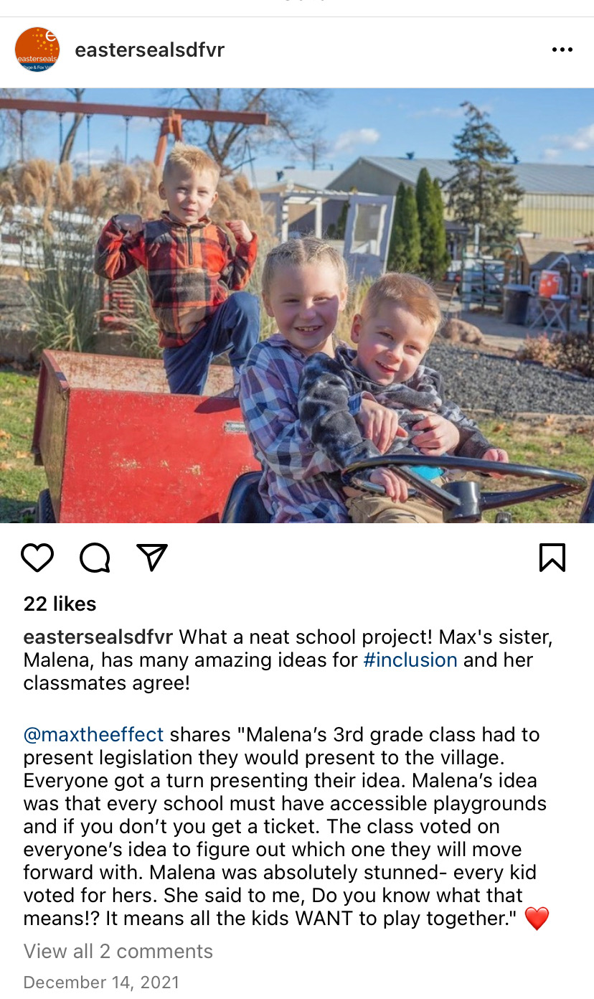 easterseals
eastersealsdfvr
22 likes
eastersealsdfvr What a neat school project! Max's sister,
Malena, has many amazing ideas for #inclusion and her
classmates agree!
@maxtheeffect shares "Malena’s 3rd grade class had to
present legislation they would present to the village.
Everyone got a turn presenting their idea. Malena’s idea
was that every school must have accessible playgrounds
and if you don’t you get a ticket. The class voted on
everyone’s idea to figure out which one they will move
forward with. Malena was absolutely stunned- every kid
voted for hers. She said to me, Do you know what that
means!? It means all the kids WANT to play together." ❤️
View all 2 comments
December 14, 2021